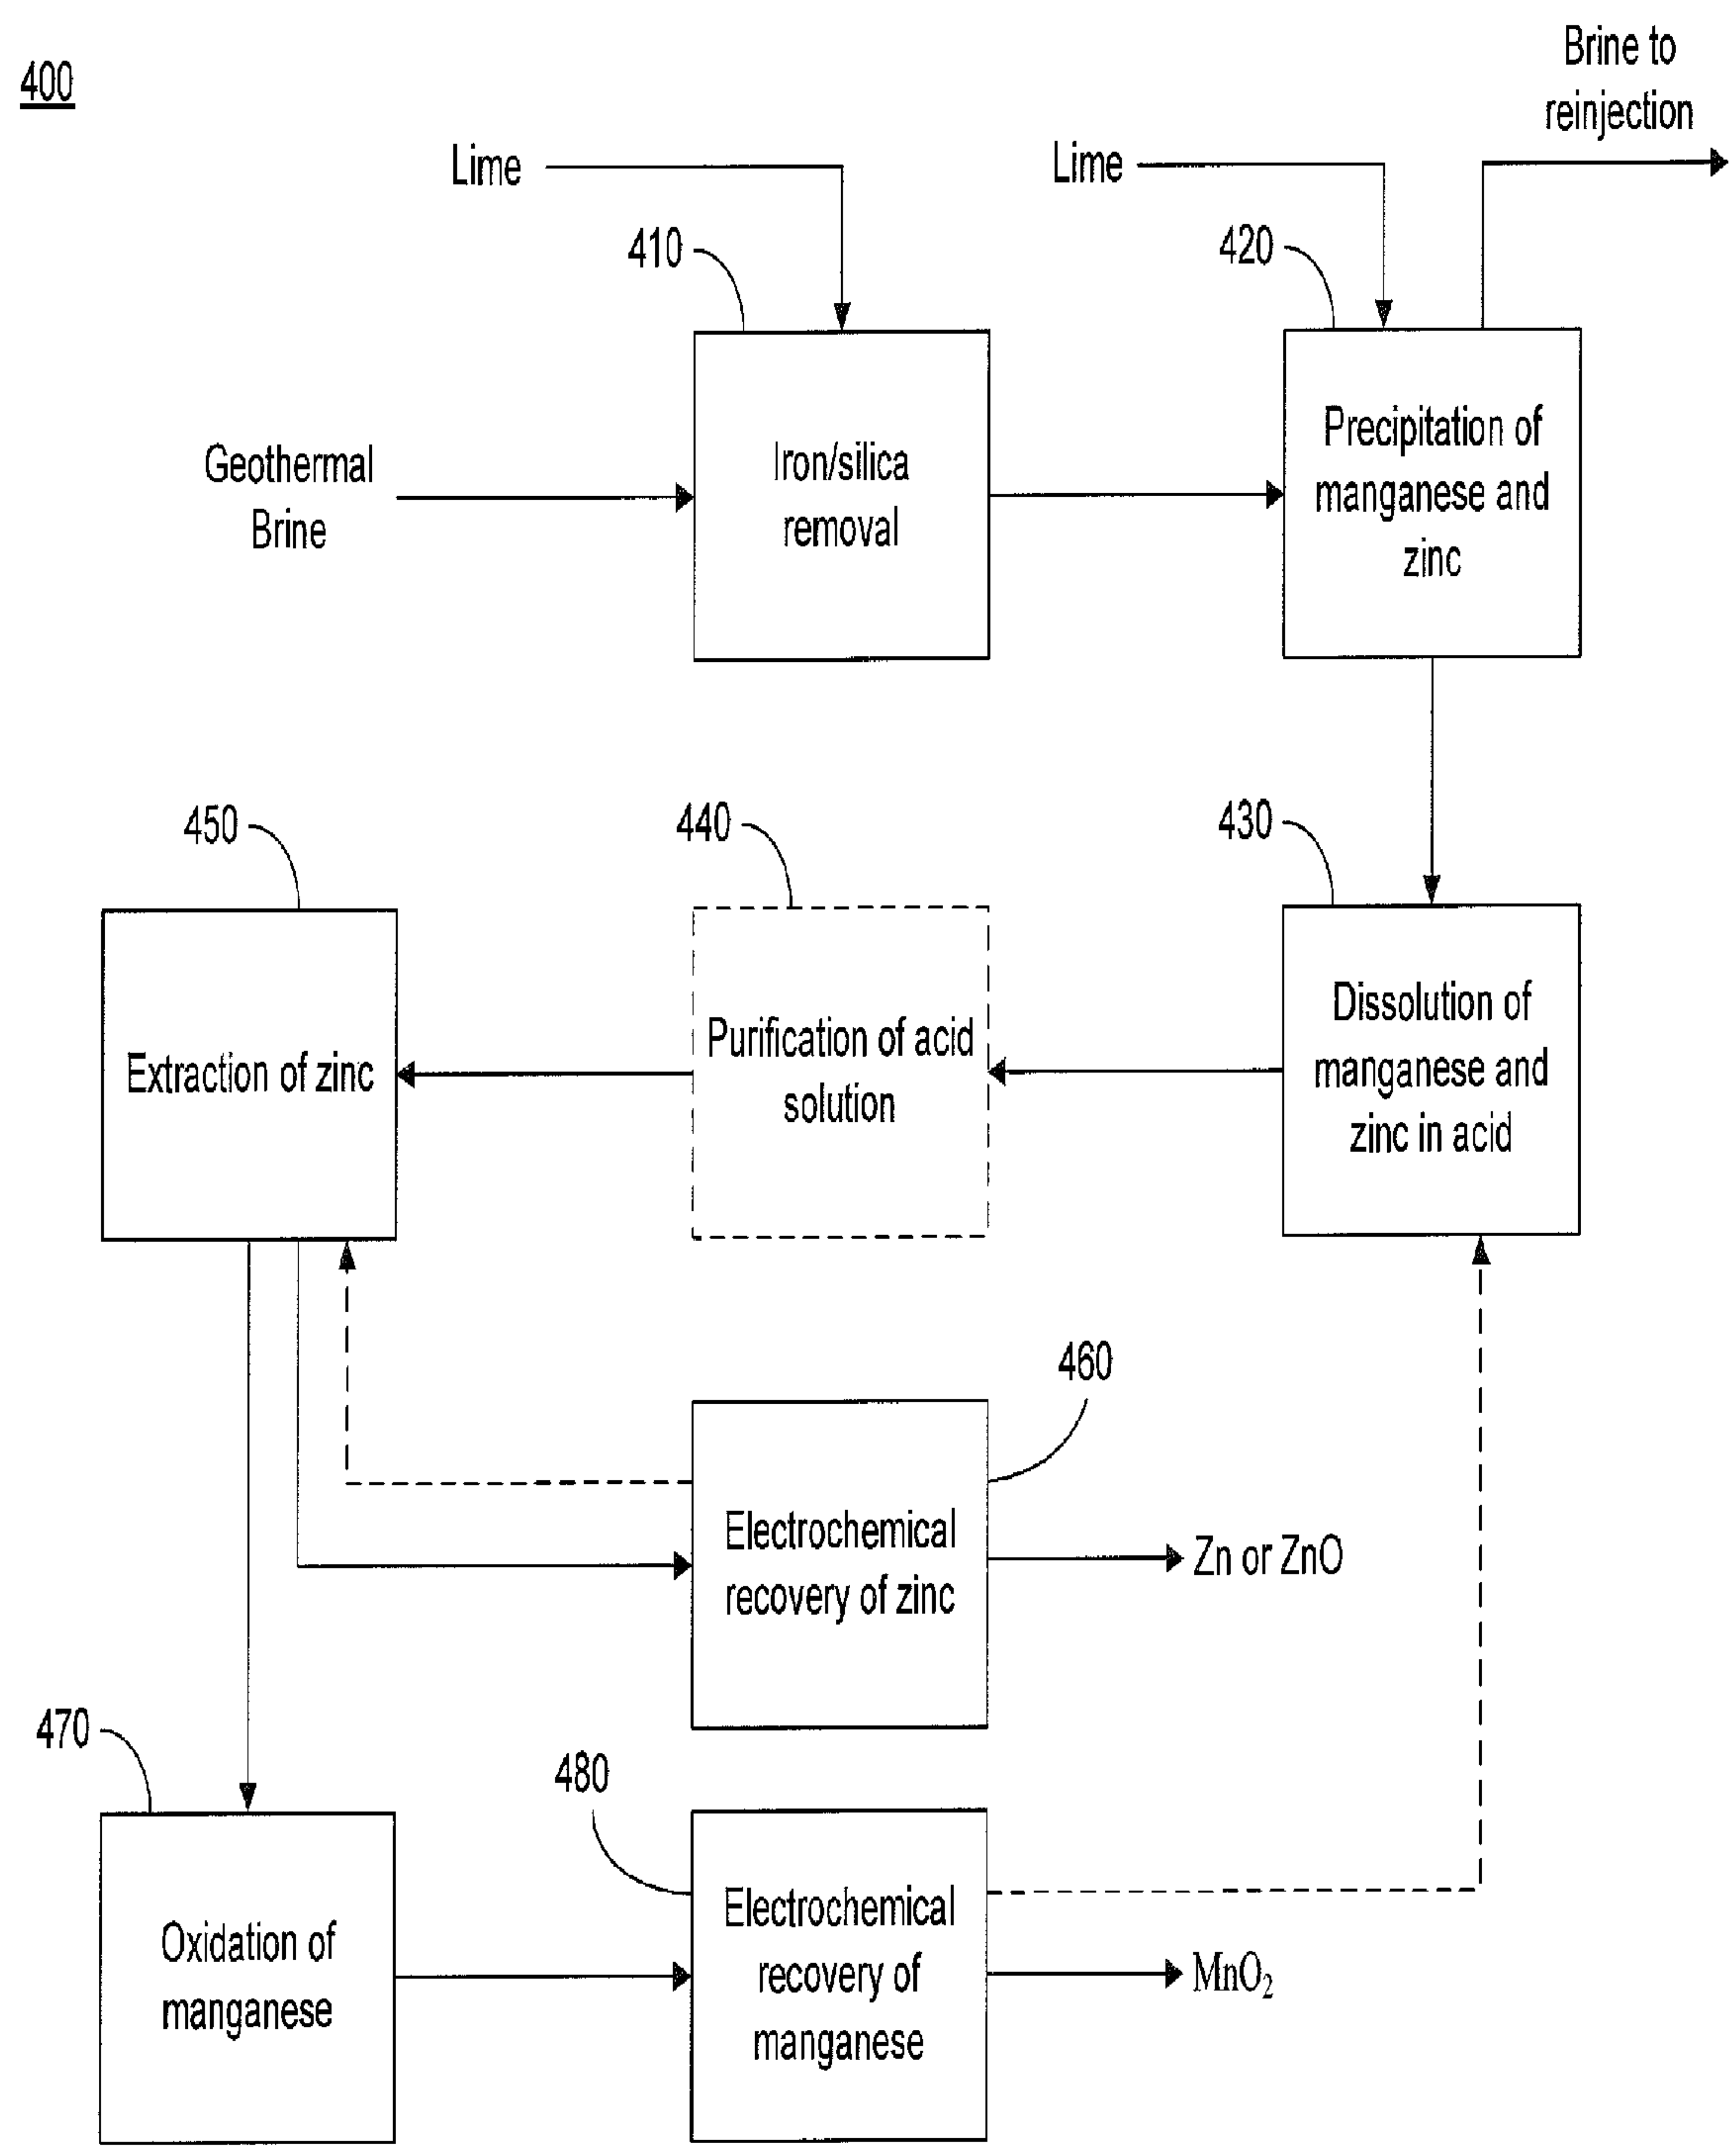 400
Brine to
reinjection
Lime
Lime
410
420
Geothermal
Brine
Iron/silica
removal
Precipitation of
manganese and
zinc
450
440
430
Extraction of zinc
Purification of acid
solution
Dissolution of
manganese and
zinc in acid
460
Electrochemical
recovery of zinc
Zn or ZnO
470
480
Oxidation of
manganese
Electrochemical
recovery of
manganese
MnO₂